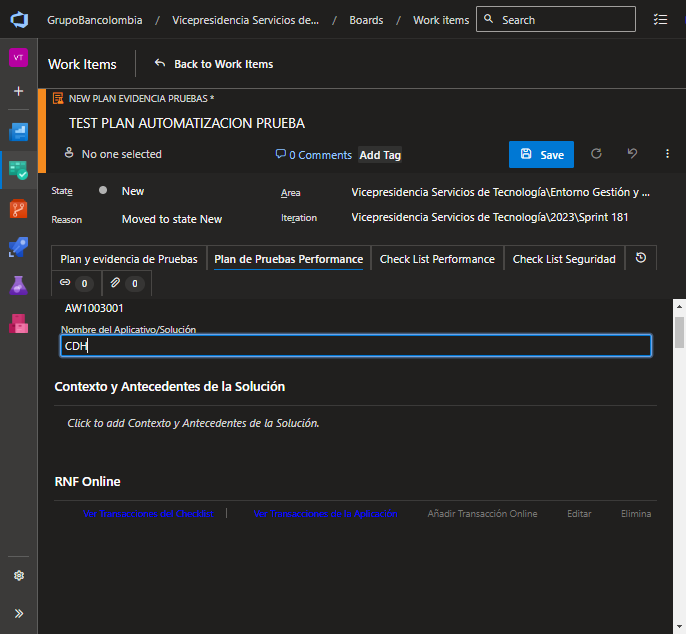 GrupoBancolombia / Vicepresidencia Servicios de... / Boards / Work items Search
VT
Work Items Back to Work Items
NEW PLAN EVIDENCIA PRUEBAS *
TEST PLAN AUTOMATIZACION PRUEBA
No one selected 0 Comments Add Tag Save
State New Area Vicepresidencia Servicios de Tecnología\Entorno Gestión y ...
Reason Moved to state New Iteration Vicepresidencia Servicios de Tecnología\2023\Sprint 181
Plan y evidencia de Pruebas Plan de Pruebas Performance Check List Performance Check List Seguridad
0 0
AW1003001
Nombre del Aplicativo/Solución
CDH
Contexto y Antecedentes de la Solución
Click to add Contexto y Antecedentes de la Solución.
RNF Online
Ver Transacciones del Checklist | Ver Transacciones de la Aplicación Añadir Transacción Online Editar Elimina